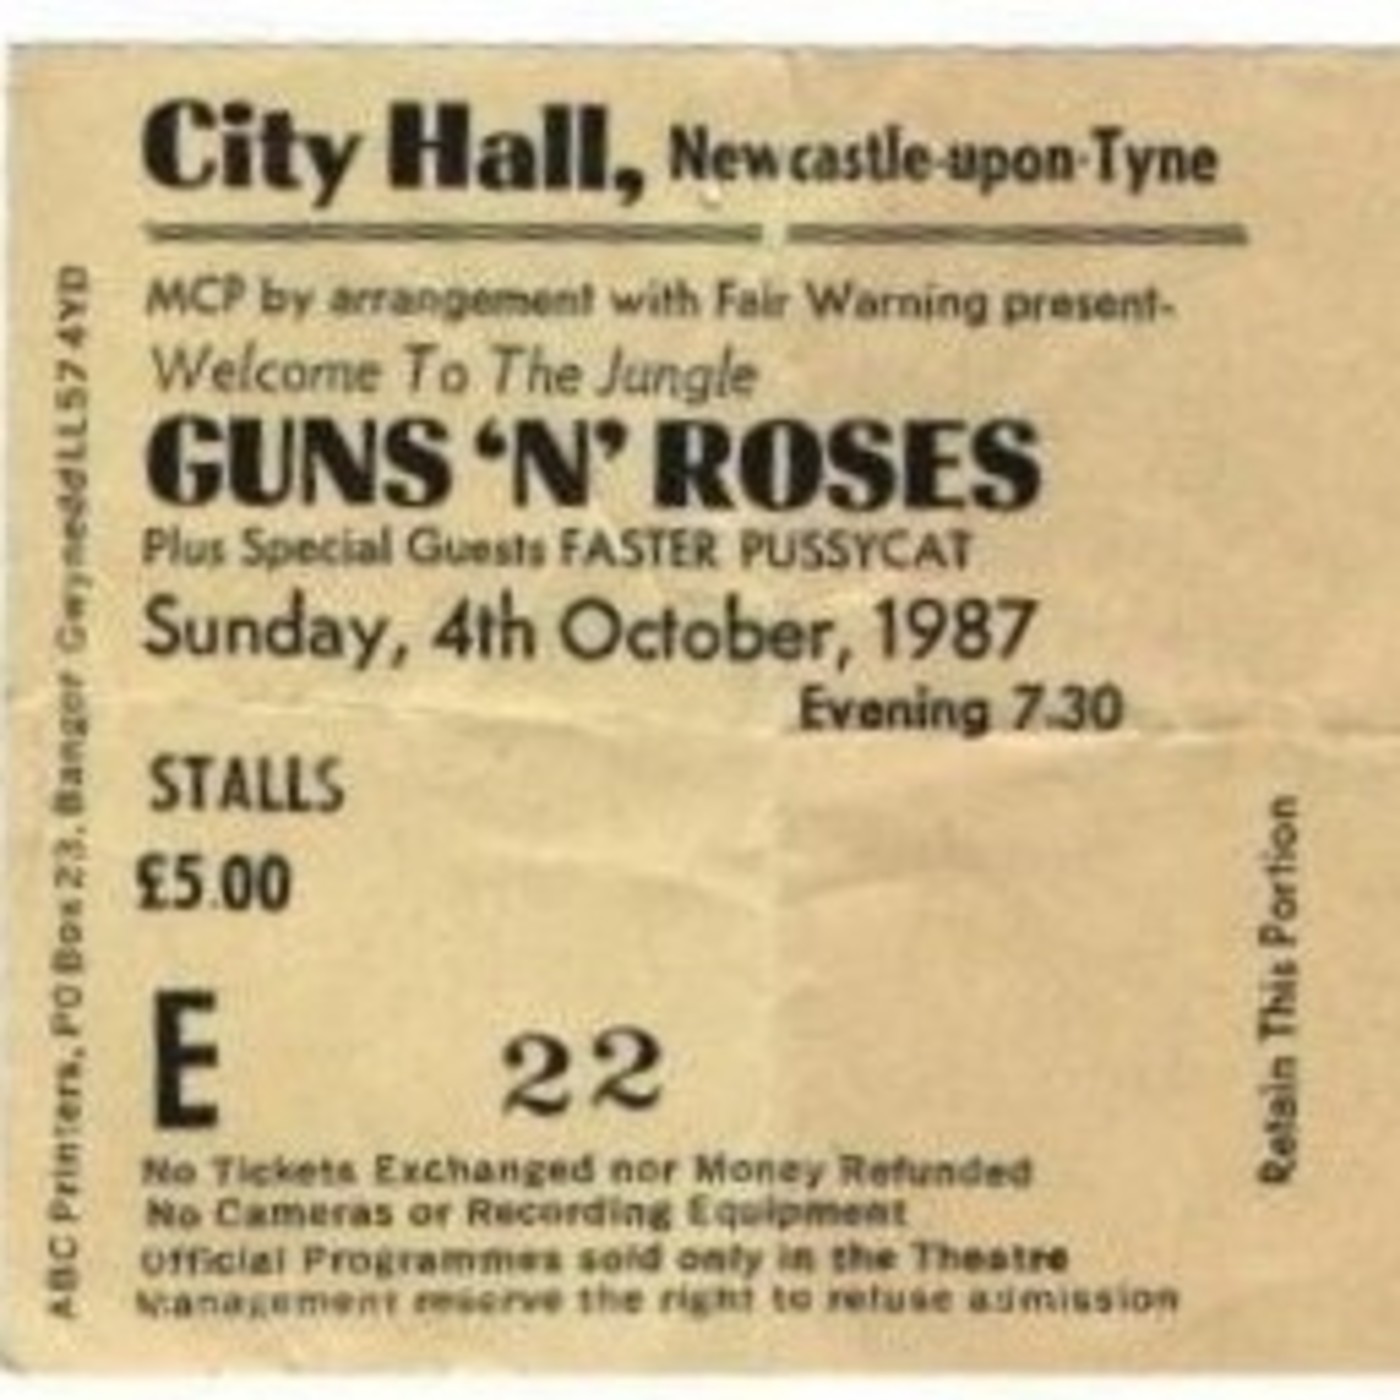 City Hall, Newcastle-upon-Tyne
MCP by arrangement with Fair Warning present-
Welcome To The Jungle
GUNS 'N' ROSES
Plus Special Guests FASTER PUSSYCAT
Sunday, 4th October, 1987
Evening 7.30
STALLS
£5.00
E 22
No Tickets Exchanged nor Money Refunded
No Cameras or Recording Equipment
Official Programmes sold only in the Theatre
Management reserve the right to refuse admission
Retain This Portion
ABC Printers, PO Box 23, Bangor Gwynedd LL57 4YD